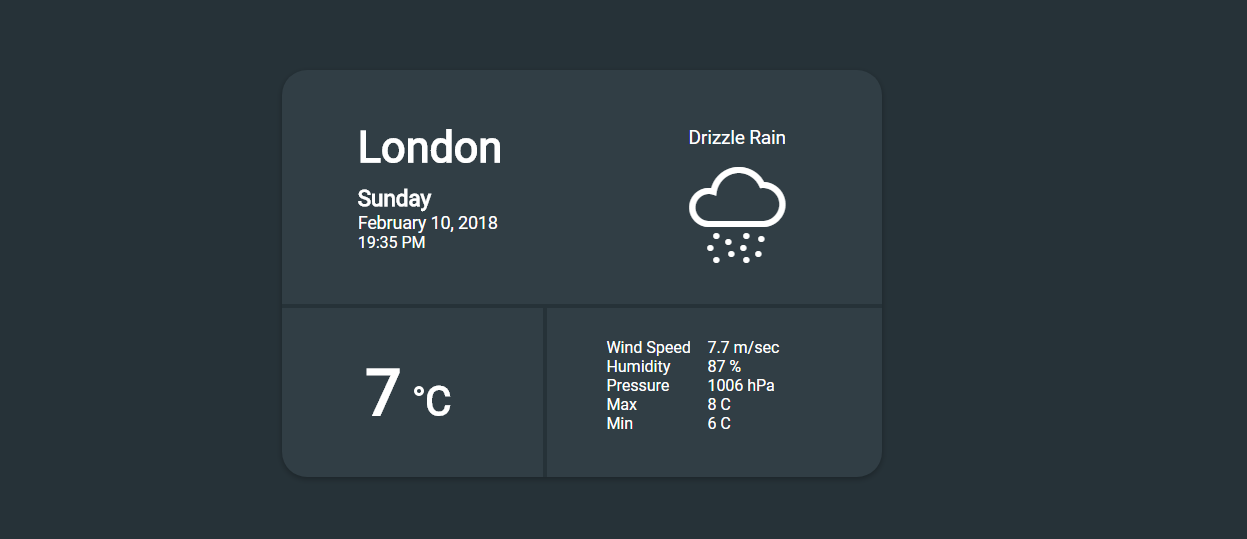 London
Sunday
February 10, 2018
19:35 PM
Drizzle Rain
7 °C
Wind Speed 7.7 m/sec
Humidity 87 %
Pressure 1006 hPa
Max 8 C
Min 6 C